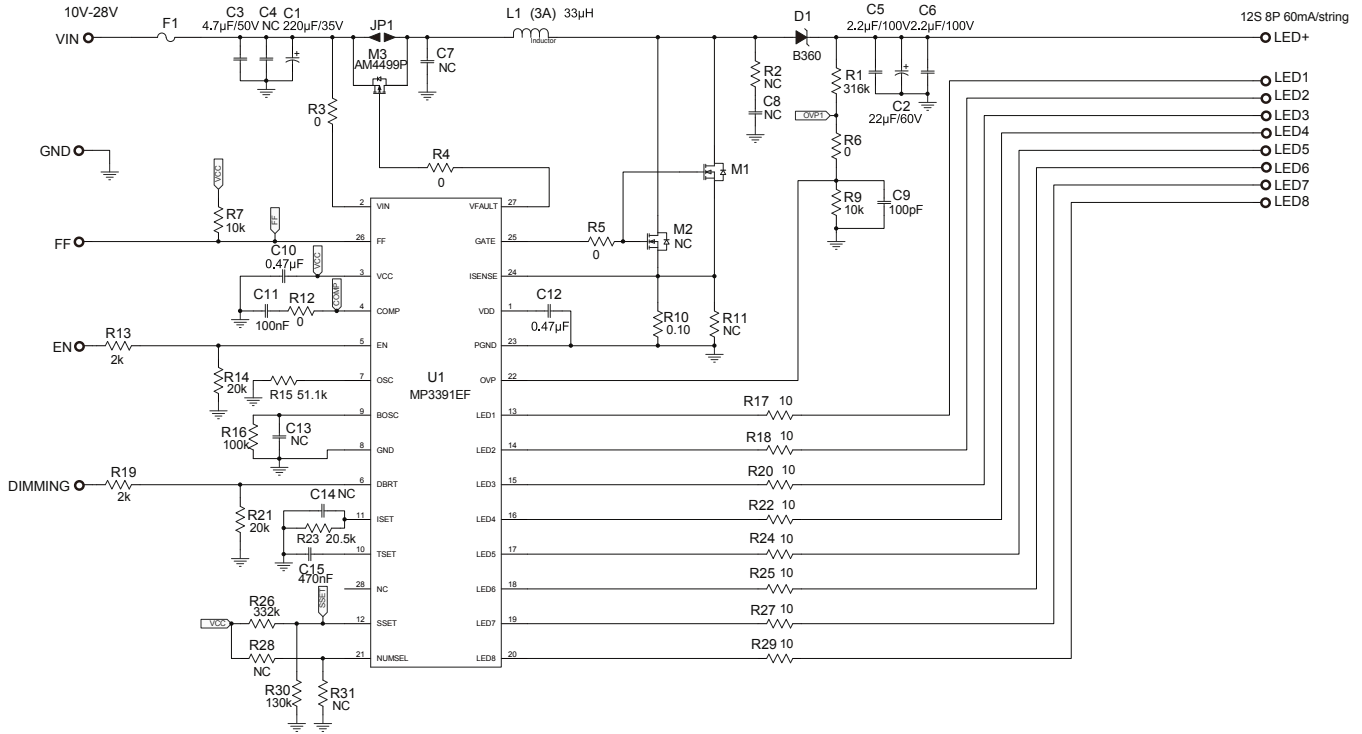 10V-28V
VIN
F1
C3
4.7µF/50V
C4
NC
C1
220µF/35V
+
JP1
M3
AM4499P
C7
NC
L1 (3A) 33µH
Inductor
D1
B360
C5
2.2µF/100V
C6
2.2µF/100V
+
C2
22µF/60V
12S 8P 60mA/string
LED+
LED1
LED2
LED3
LED4
LED5
LED6
LED7
LED8
R2
NC
C8
NC
R1
316k
OVP1
R6
0
R9
10k
C9
100pF
R3
0
R4
0
GND
VCC
R7
10k
FF
FF
M1
M2
NC
R5
0
C10
0.47µF
VCC
C11
100nF
R12
0
COMP
C12
0.47µF
R10
0.10
R11
NC
EN
R13
2k
R14
20k
R15 51.1k
R16
100k
C13
NC
DIMMING
R19
2k
R21
20k
C14
NC
R23 20.5k
C15
470nF
SSET
VCC
R26
332k
R28
NC
R30
130k
R31
NC
U1
MP3391EF
2 VIN
26 FF
3 VCC
4 COMP
5 EN
7 OSC
9 BOSC
8 GND
6 DBRT
11 ISET
10 TSET
28 NC
12 SSET
21 NUMSEL
VFAULT 27
GATE 25
ISENSE 24
VDD 1
PGND 23
OVP 22
LED1 13
LED2 14
LED3 15
LED4 16
LED5 17
LED6 18
LED7 19
LED8 20
R17 10
R18 10
R20 10
R22 10
R24 10
R25 10
R27 10
R29 10